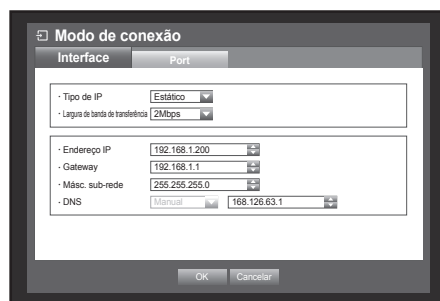 Modo de conexão
Interface Port
· Tipo de IP Estático
· Largura de banda de transferência 2Mbps
· Endereço IP 192.168.1.200
· Gateway 192.168.1.1
· Másc. sub-rede 255.255.255.0
· DNS Manual 168.126.63.1
OK Cancelar